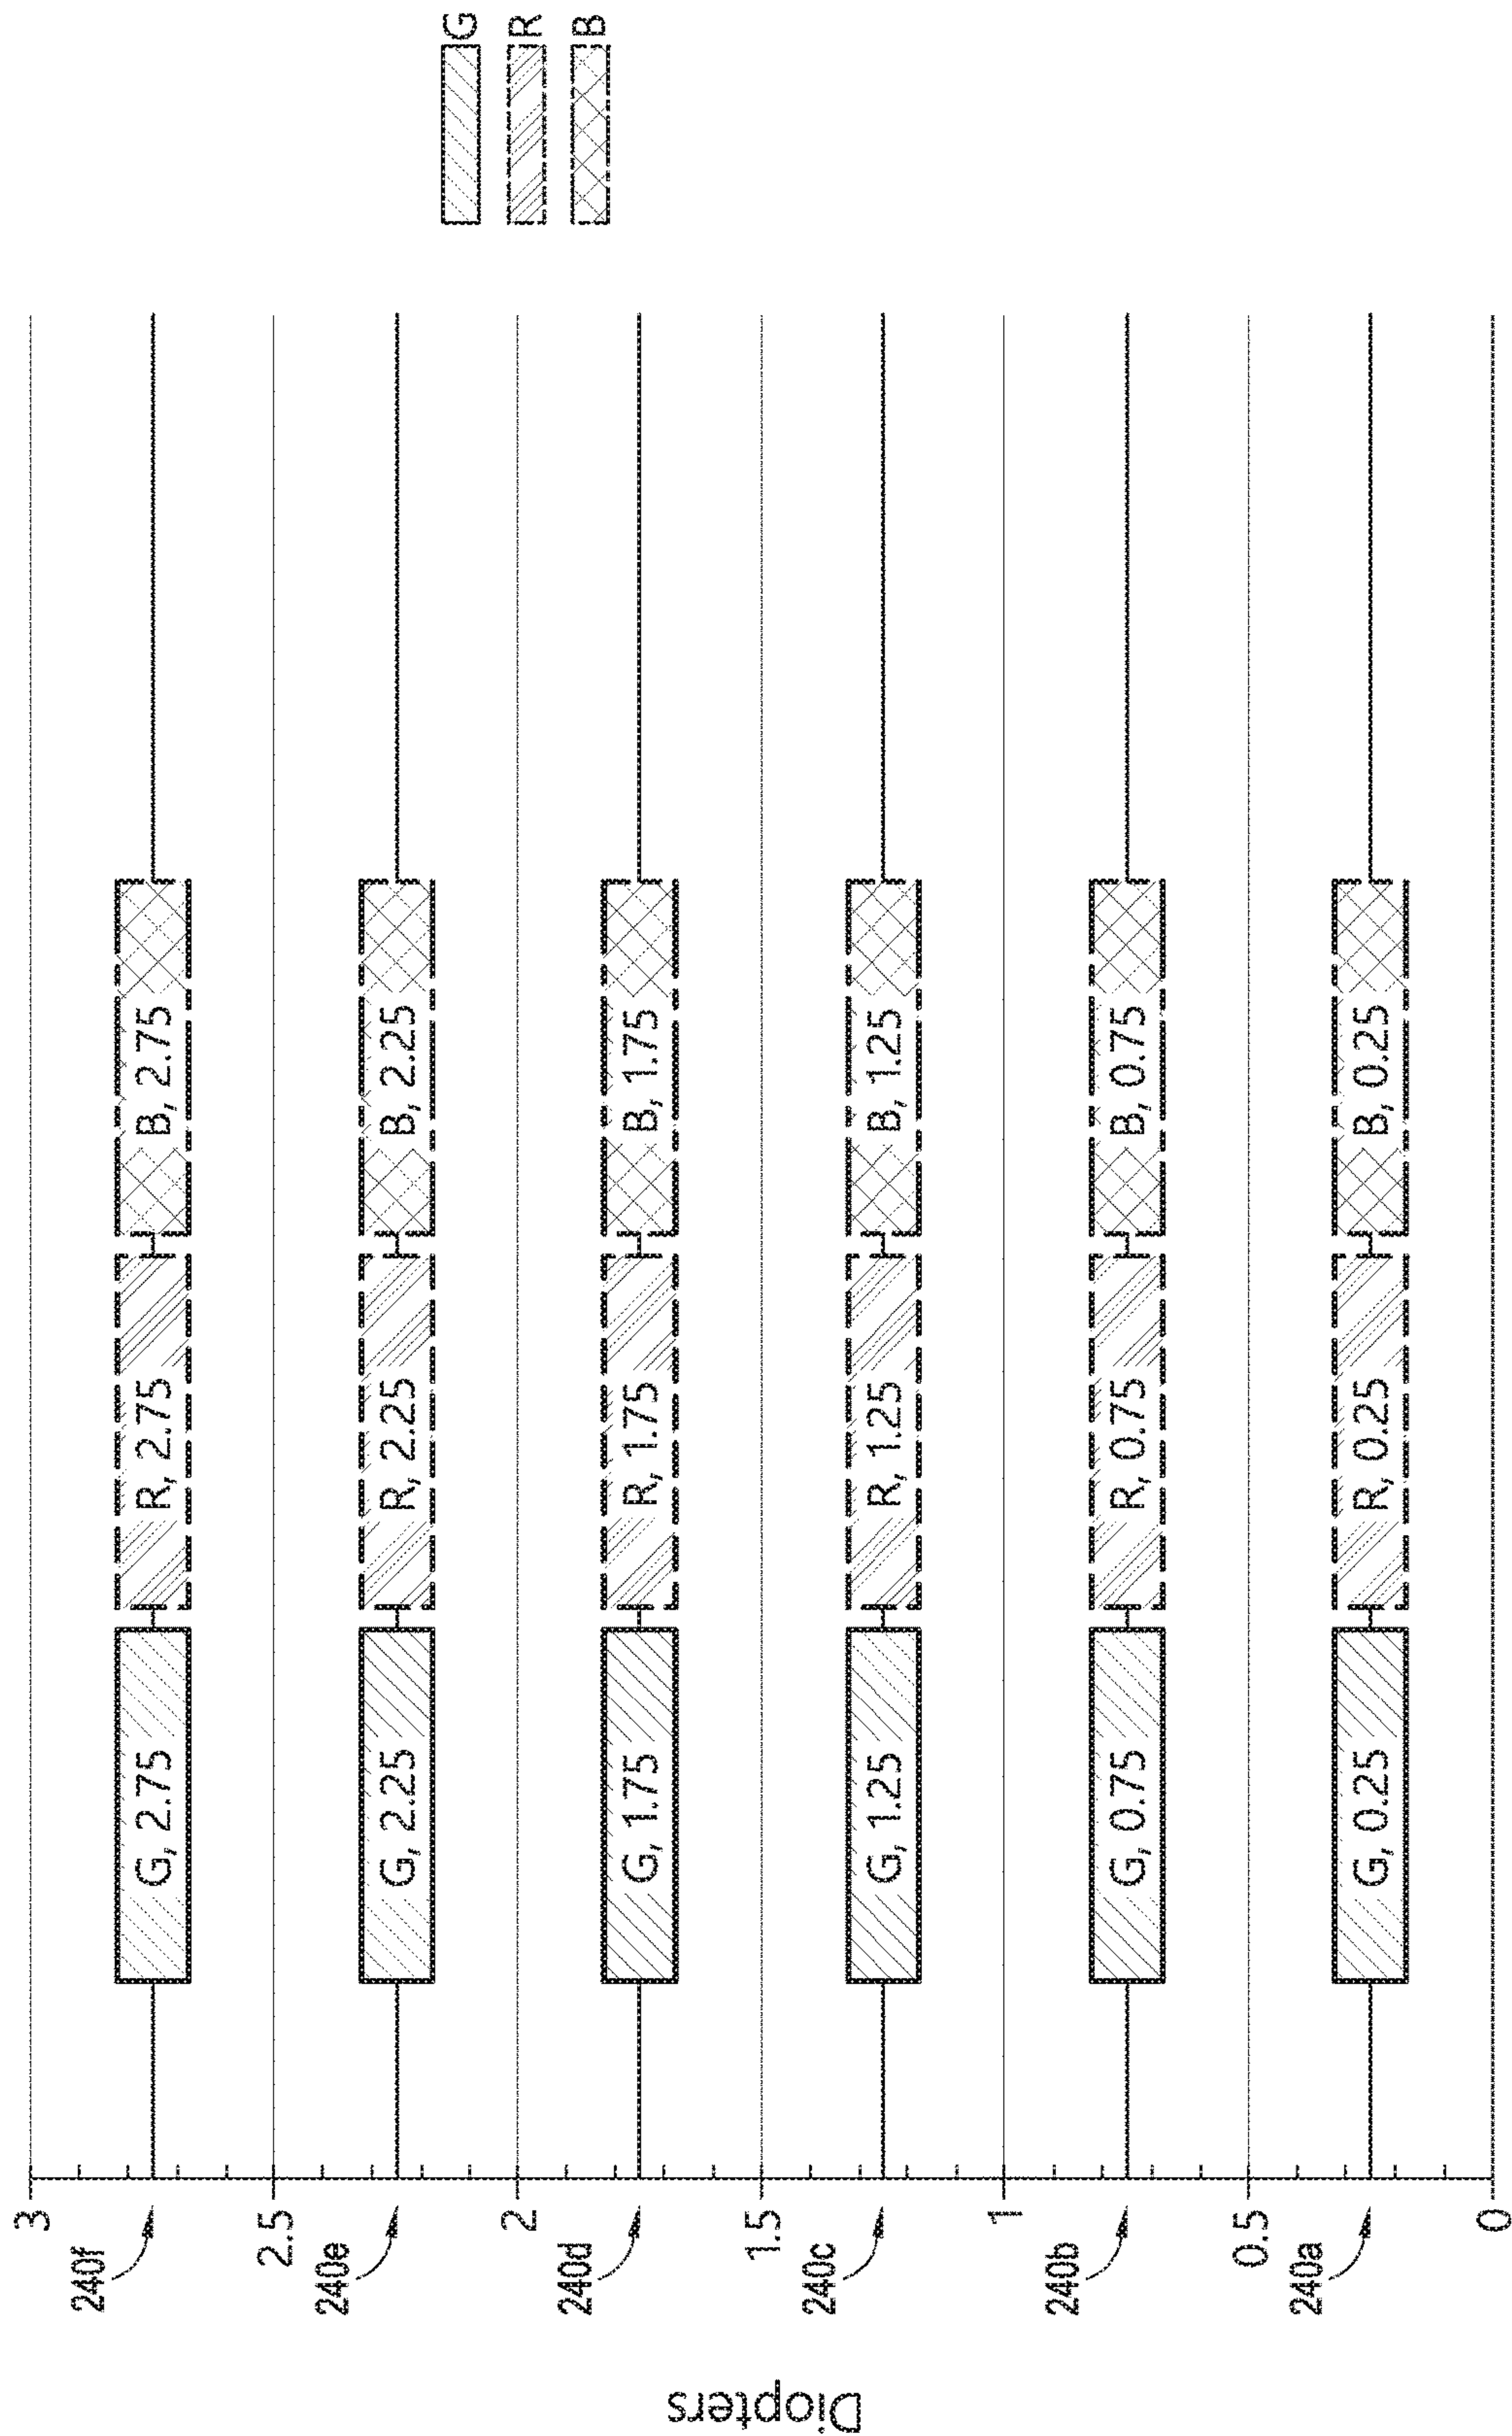 Diopters
3
2.5
2
1.5
1
0.5
0
240f
240e
240d
240c
240b
240a
G, 2.75 R, 2.75 B, 2.75
G, 2.25 R, 2.25 B, 2.25
G, 1.75 R, 1.75 B, 1.75
G, 1.25 R, 1.25 B, 1.25
G, 0.75 R, 0.75 B, 0.75
G, 0.25 R, 0.25 B, 0.25
G
R
B